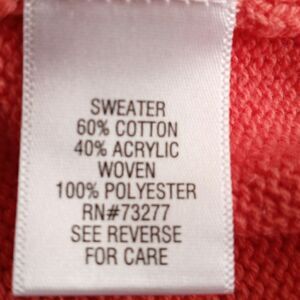 SWEATER
60% COTTON
40% ACRYLIC
WOVEN
100% POLYESTER
RN#73277
SEE REVERSE
FOR CARE